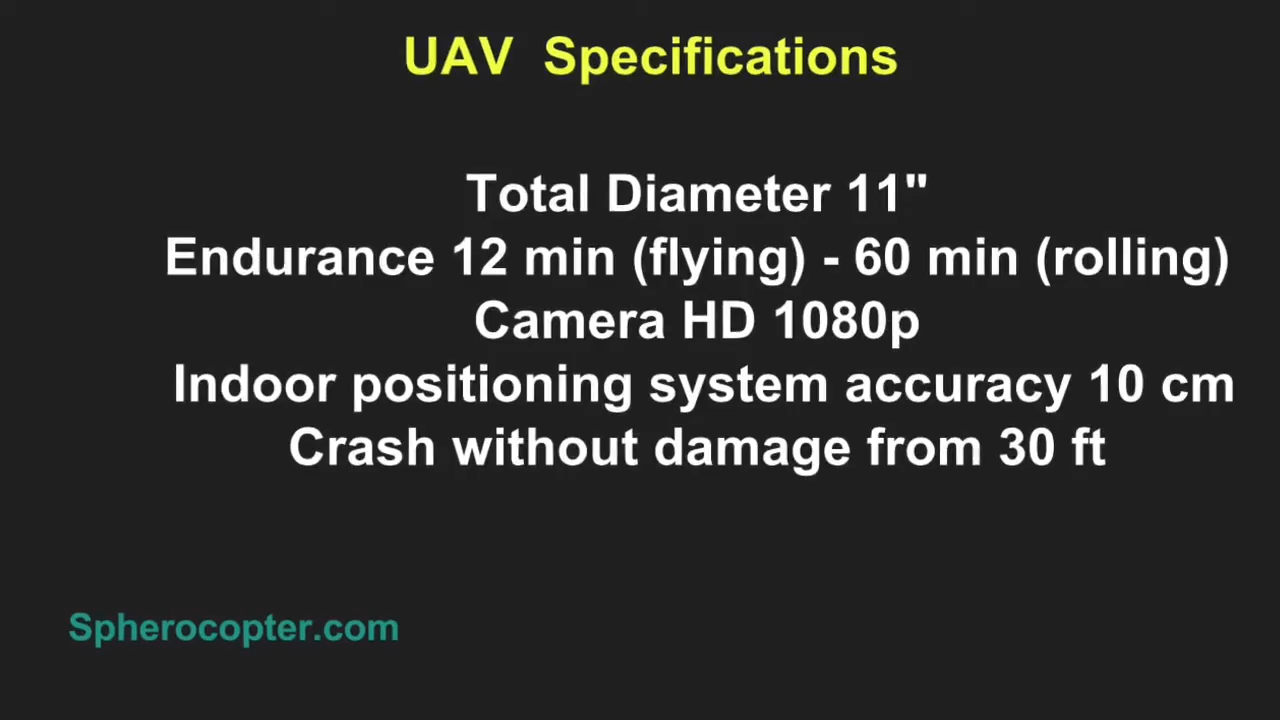 UAV Specifications
Total Diameter 11"
Endurance 12 min (flying) - 60 min (rolling)
Camera HD 1080p
Indoor positioning system accuracy 10 cm
Crash without damage from 30 ft
Spherocopter.com